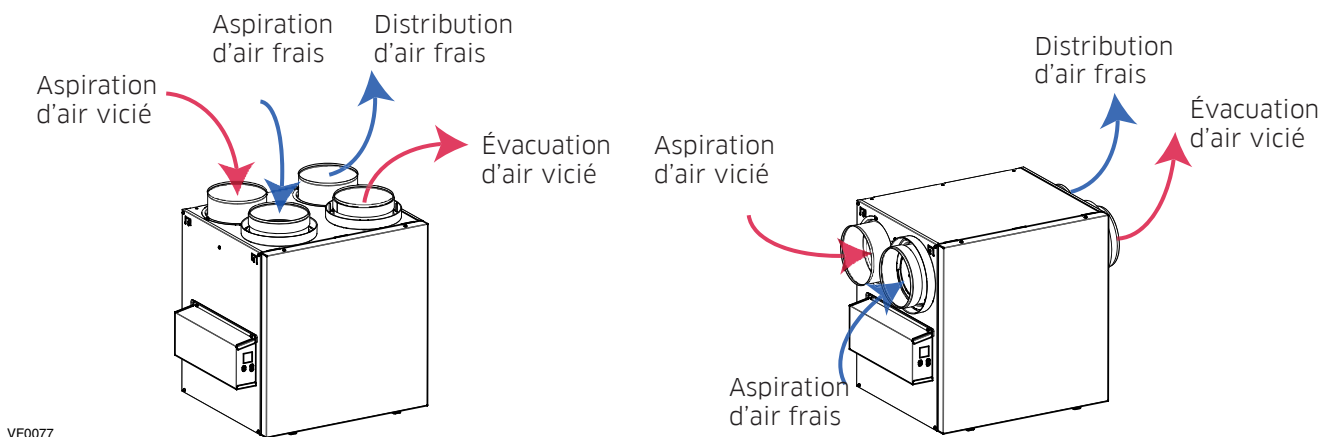 Aspiration
d'air frais
Distribution
d'air frais
Aspiration
d'air vicié
Évacuation
d'air vicié
Distribution
d'air frais
Évacuation
d'air vicié
Aspiration
d'air vicié
Aspiration
d'air frais
VF0077